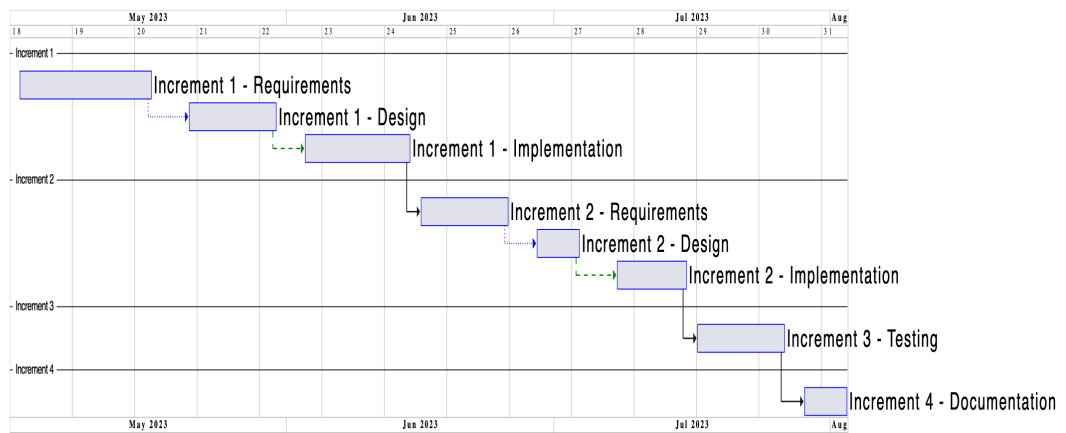 May 2023 Jun 2023 Jul 2023 Aug
18 19 20 21 22 23 24 25 26 27 28 29 30 31
Increment 1
Increment 1 - Requirements
Increment 1 - Design
Increment 1 - Implementation
Increment 2
Increment 2 - Requirements
Increment 2 - Design
Increment 2 - Implementation
Increment 3
Increment 3 - Testing
Increment 4
Increment 4 - Documentation
May 2023 Jun 2023 Jul 2023 Aug